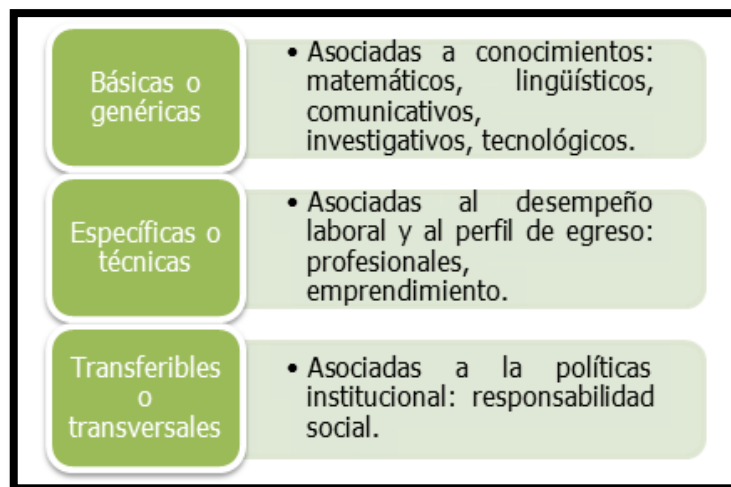 Básicas o
genéricas
• Asociadas a conocimientos:
matemáticos, lingüísticos,
comunicativos,
investigativos, tecnológicos.
Específicas o
técnicas
• Asociadas al desempeño
laboral y al perfil de egreso:
profesionales,
emprendimiento.
Transferibles
o
transversales
• Asociadas a la políticas
institucional: responsabilidad
social.